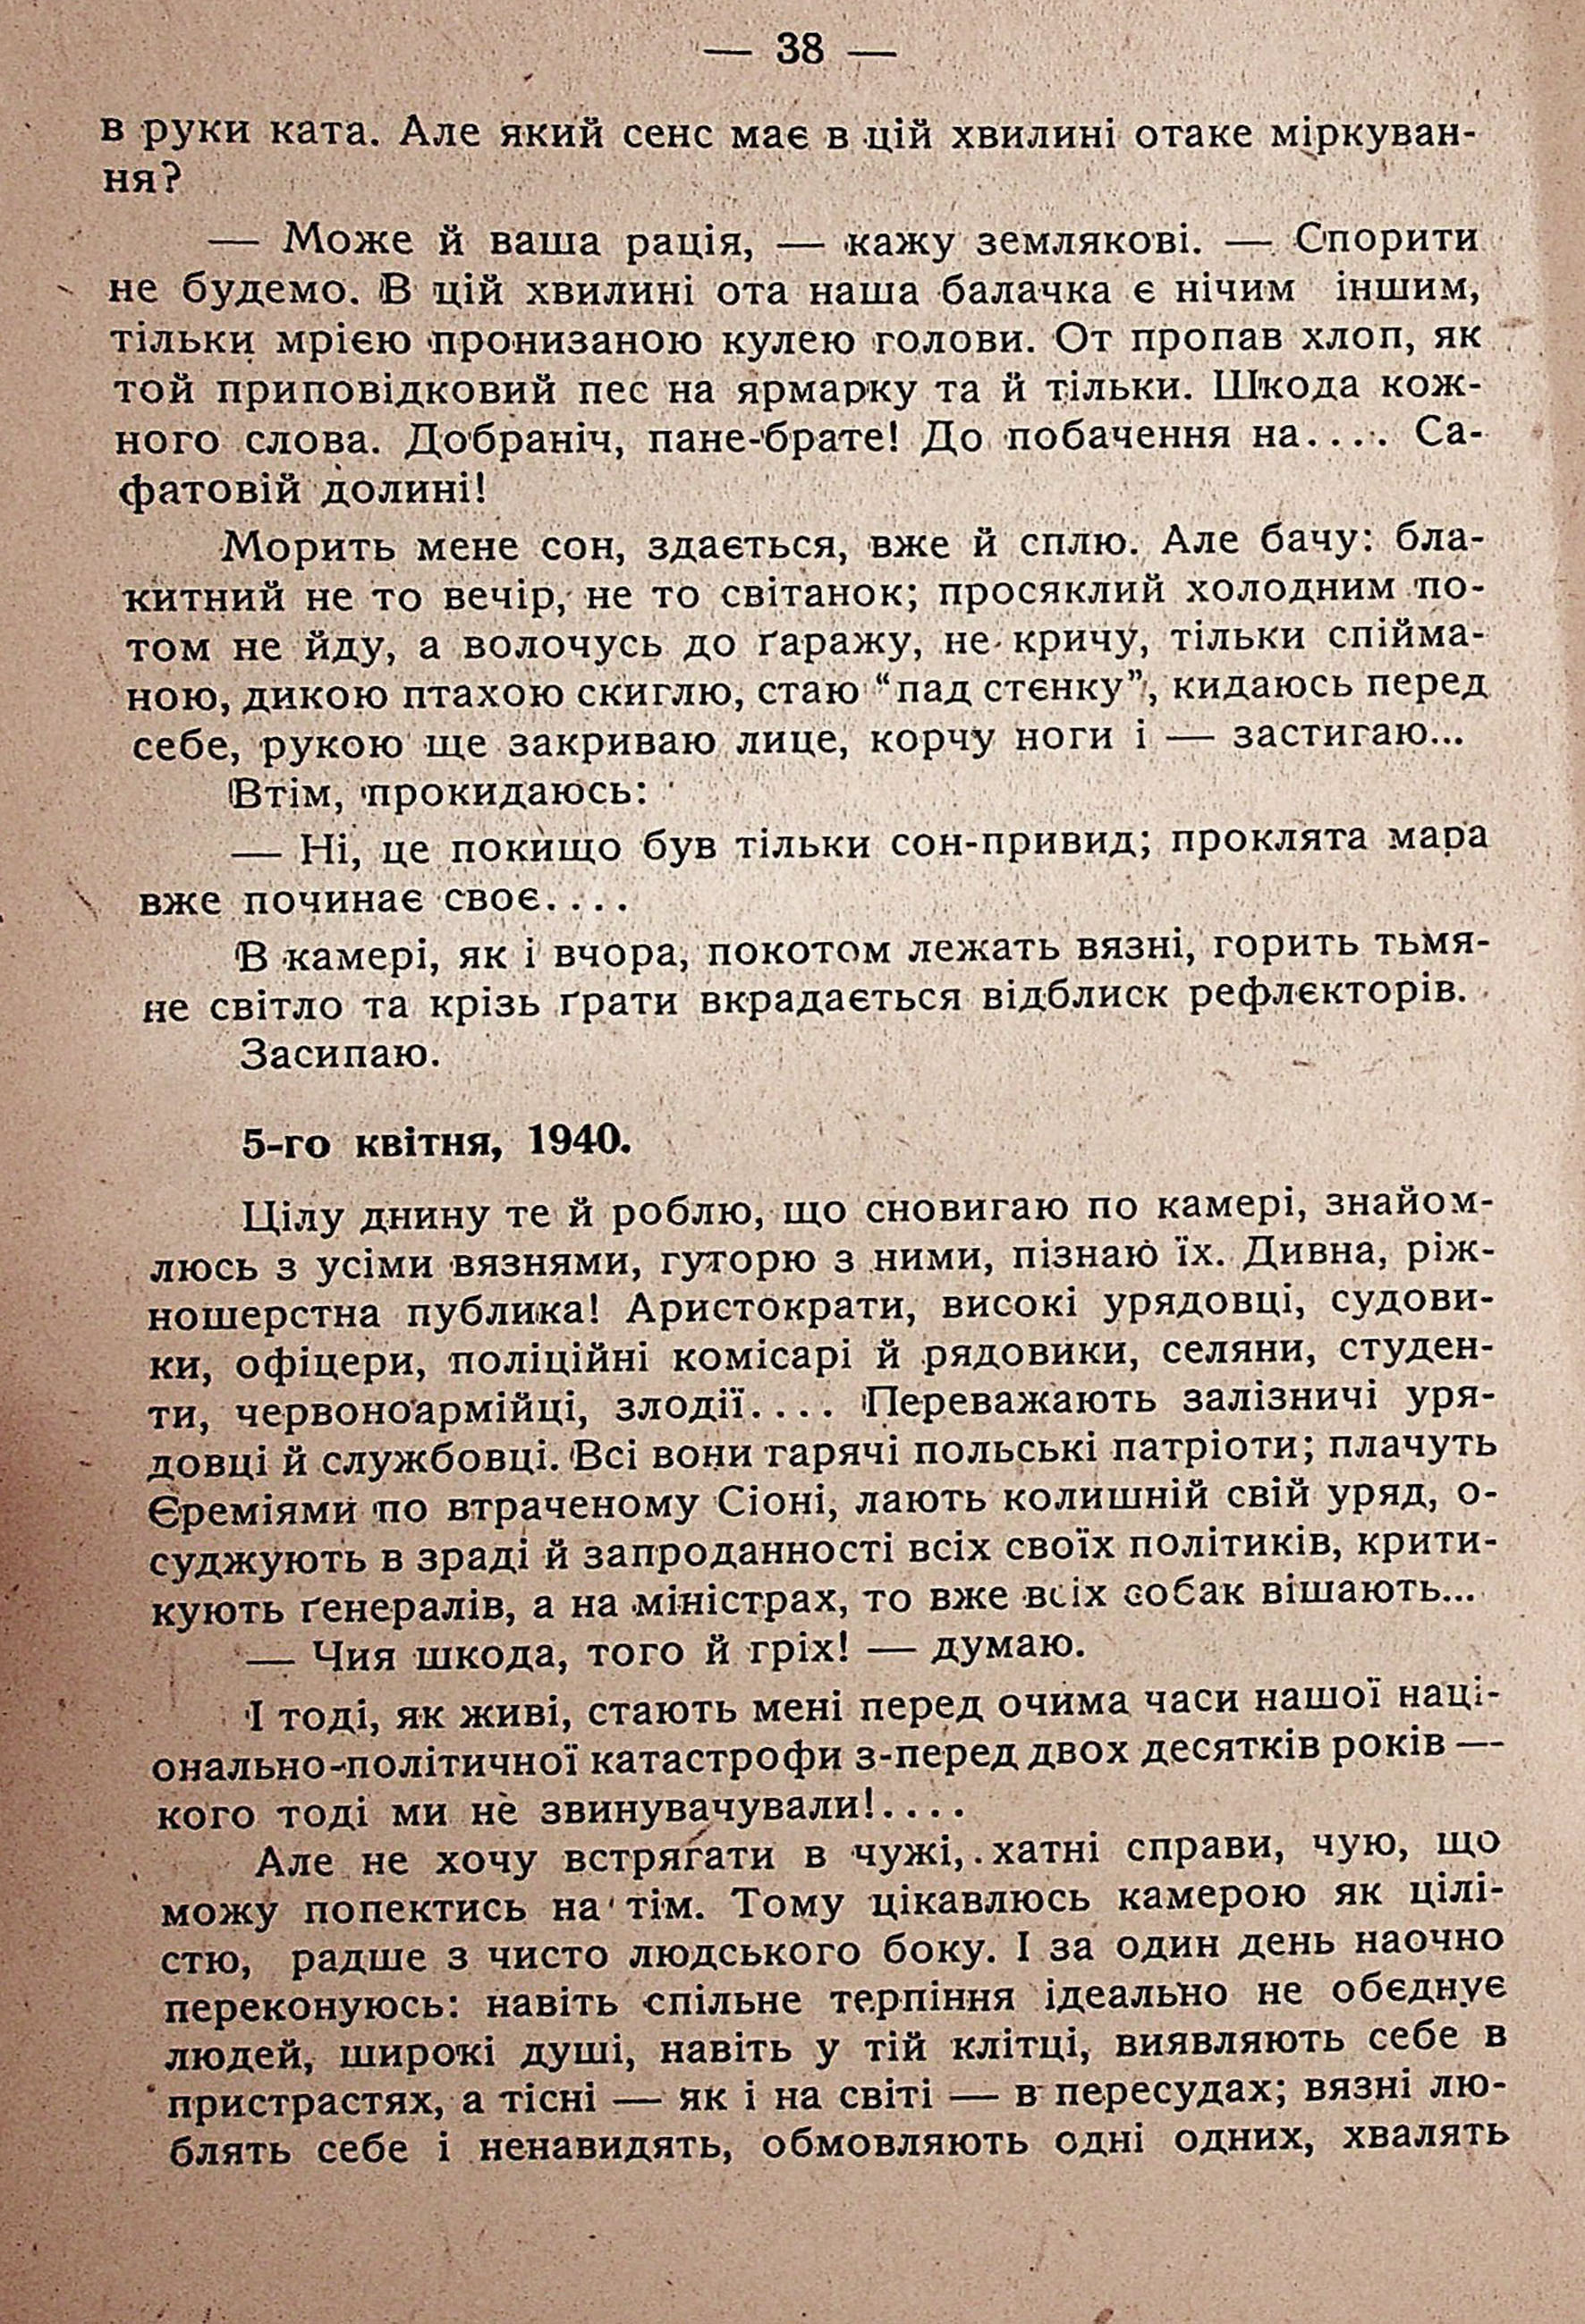 — 38 —
в руки ката. Але який сенс має в цій хвилині отаке міркуван-
ня?
— Може й ваша рація, — кажу землякові. — Спорити
не будемо. В цій хвилині ота наша балачка є нічим іншим,
тільки мрією пронизаною кулею голови. От пропав хлоп, як
той приповідковий пес на ярмарку та й тільки. Шкода кож-
ного слова. Добраніч, пане-брате! До побачення на.... Са-
фатовій долині!
Морить мене сон, здається, вже й сплю. Але бачу: бла-
китний не то вечір, не то світанок; просяклий холодним по-
том не йду, а волочусь до ґаражу, не кричу, тільки спійма-
ною, дикою птахою скиглю, стаю “пад стєнку”, кидаюсь перед
себе, рукою ще закриваю лице, корчу ноги і — застигаю...
Втім, прокидаюсь:
— Ні, це покищо був тільки сон-привид; проклята мара
вже починає своє....
В камері, як і вчора, покотом лежать вязні, горить тьмя-
не світло та крізь ґрати вкрадається відблиск рефлєкторів.
Засипаю.
5-го квітня, 1940.
Цілу днину те й роблю, що сновигаю по камері, знайом-
люсь з усіми вязнями, гуторю з ними, пізнаю їх. Дивна, ріж-
ношерстна публика! Аристократи, високі урядовці, судови-
ки, офіцери, поліційні комісарі й рядовики, селяни, студен-
ти, червоноармійці, злодії.... Переважають залізничі уря-
довці й службовці. Всі вони гарячі польські патріоти; плачуть
Єреміями по втраченому Сіоні, лають колишній свій уряд, о-
суджують в зраді й запроданності всіх своїх політиків, крити-
кують ґенералів, а на міністрах, то вже всіх собак вішають...
— Чия шкода, того й гріх! — думаю.
І тоді, як живі, стають мені перед очима часи нашої наці-
онально-політичної катастрофи з-перед двох десятків років —
кого тоді ми не звинувачували!....
Але не хочу встряґати в чужі, хатні справи, чую, що
можу попектись на тім. Тому цікавлюсь камерою як цілі-
стю, радше з чисто людського боку. І за один день наочно
переконуюсь: навіть спільне терпіння ідеально не обєднує
людей, широкі душі, навіть у тій клітці, виявляють себе в
пристрастях, а тісні — як і на світі — в пересудах; вязні лю-
блять себе і ненавидять, обмовляють одні одних, хвалять